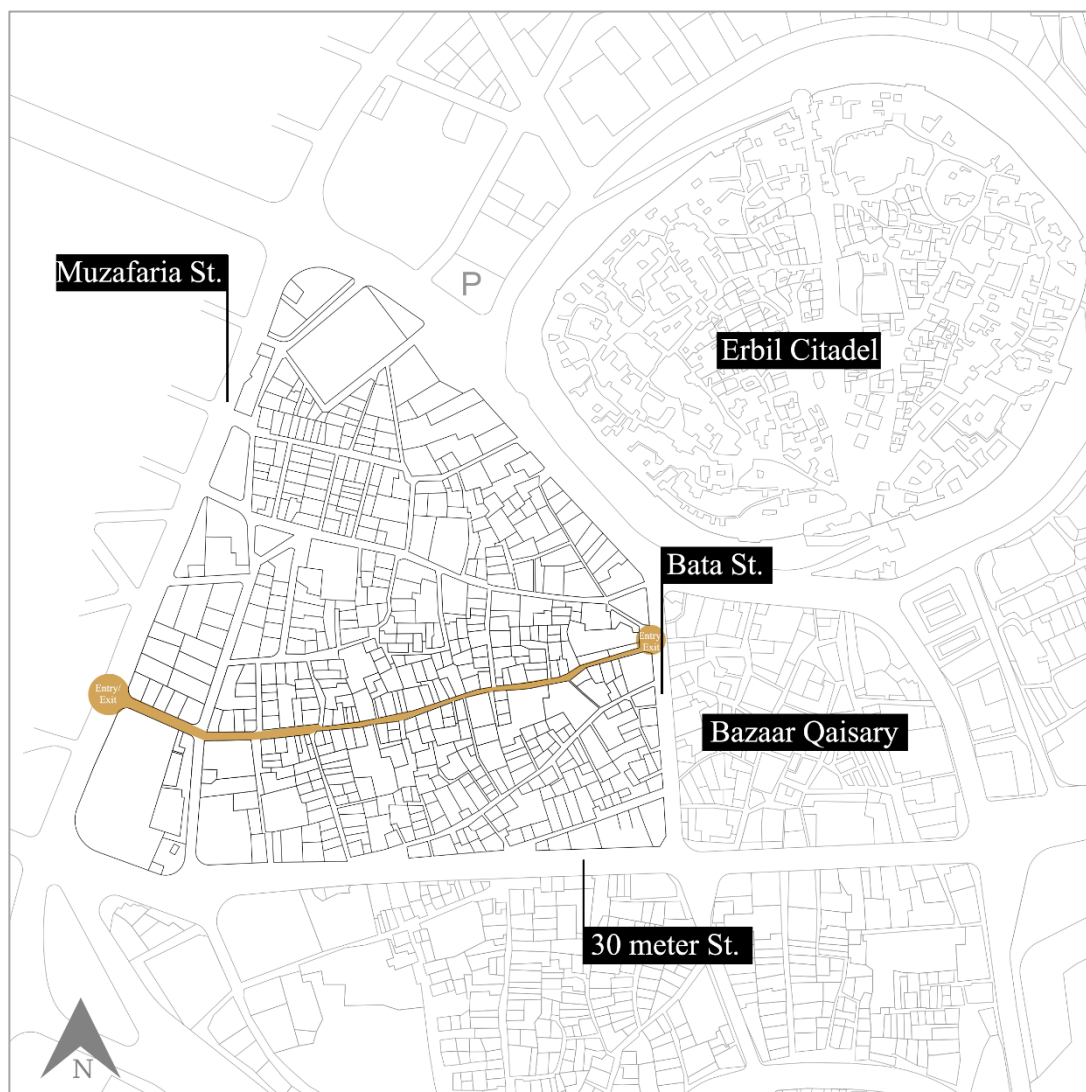 P
Muzafaria St.
Erbil Citadel
Bata St.
Entry/
Exit
Entry/
Exit
Bazaar Qaisary
30 meter St.
N